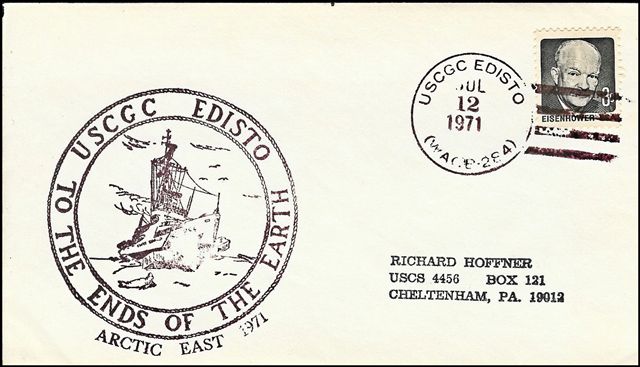 USCGC EDISTO
TO THE ENDS OF THE EARTH
ARCTIC EAST 1971
USCGC EDISTO
JUL
12
1971
(WAGB-284)
EISENHOWER
RICHARD HOFFNER
USCS 4456 BOX 121
CHELTENHAM, PA. 19012